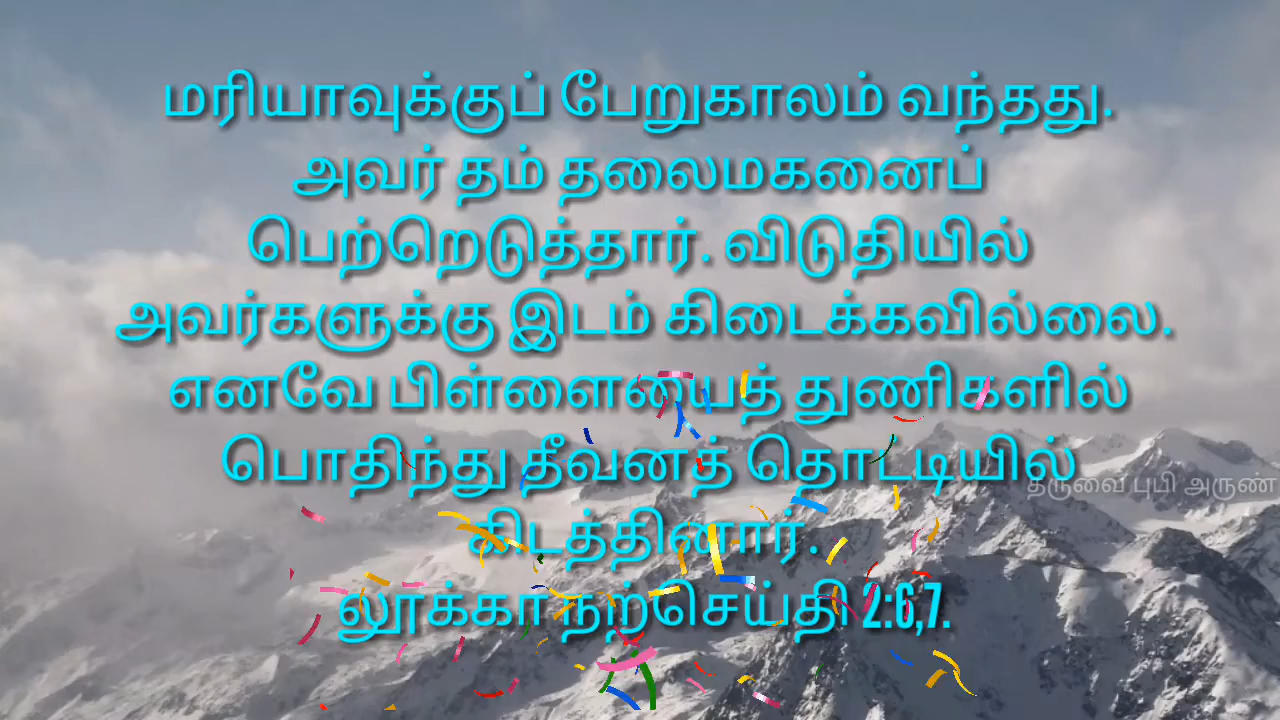 மரியாவுக்குப் பேறுகாலம் வந்தது.
அவர் தம் தலைமகனைப்
பெற்றெடுத்தார். விடுதியில்
அவர்களுக்கு இடம் கிடைக்கவில்லை.
எனவே பிள்ளையைத் துணிகளில்
பொதிந்து தீவனத் தொட்டியில்
தருவை புபி அருண்
கிடத்தினார்.
லூக்கா நற்செய்தி 2:6,7.